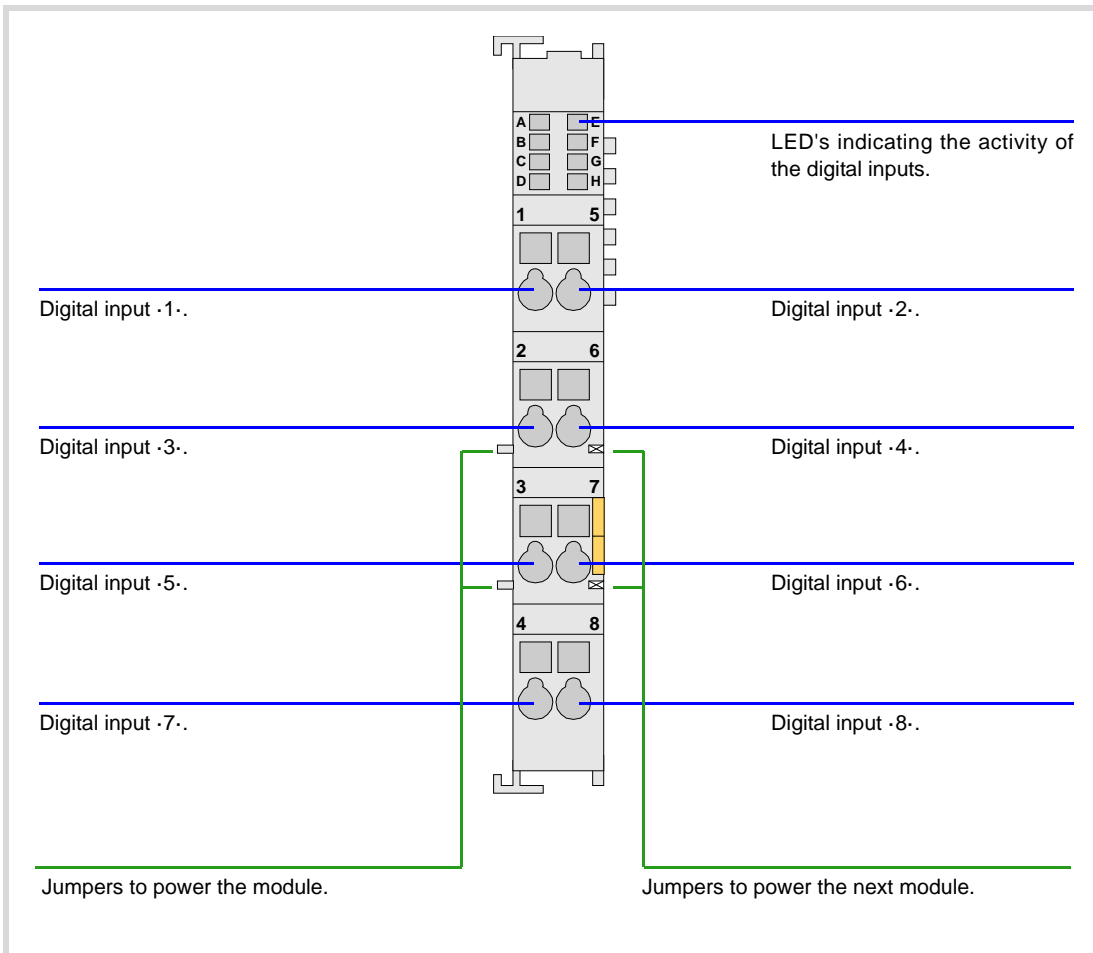 A E
B F
C G
D H
LED's indicating the activity of
the digital inputs.
1 5
Digital input ·1·.
Digital input ·2·.
2 6
Digital input ·3·.
Digital input ·4·.
3 7
Digital input ·5·.
Digital input ·6·.
4 8
Digital input ·7·.
Digital input ·8·.
Jumpers to power the module.
Jumpers to power the next module.